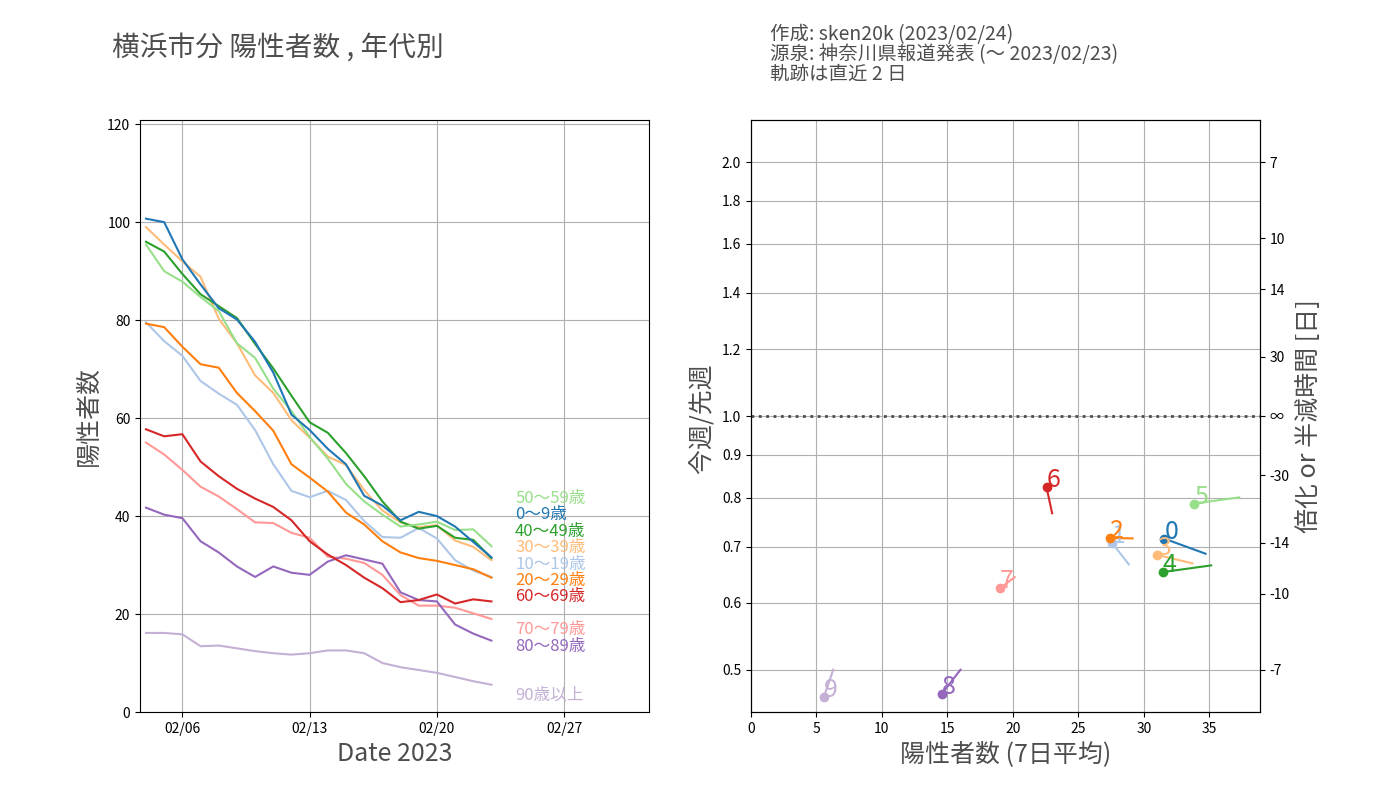 横浜市分 陽性者数 , 年代別
作成: sken20k (2023/02/24)
源泉: 神奈川県報道発表 (〜 2023/02/23)
軌跡は直近 2 日
陽性者数
120
100
80
60
40
20
0
50〜59歳
0〜9歳
40〜49歳
30〜39歳
10〜19歳
20〜29歳
60〜69歳
70〜79歳
80〜89歳
90歳以上
02/06
02/13
02/20
02/27
Date 2023
今週/先週
2.0
1.8
1.6
1.4
1.2
1.0
0.9
0.8
0.7
0.6
0.5
6
5
2
1
0
3
4
7
8
9
7
10
14
30
∞
-30
-14
-10
-7
倍化 or 半減時間 [日]
0
5
10
15
20
25
30
35
陽性者数 (7日平均)